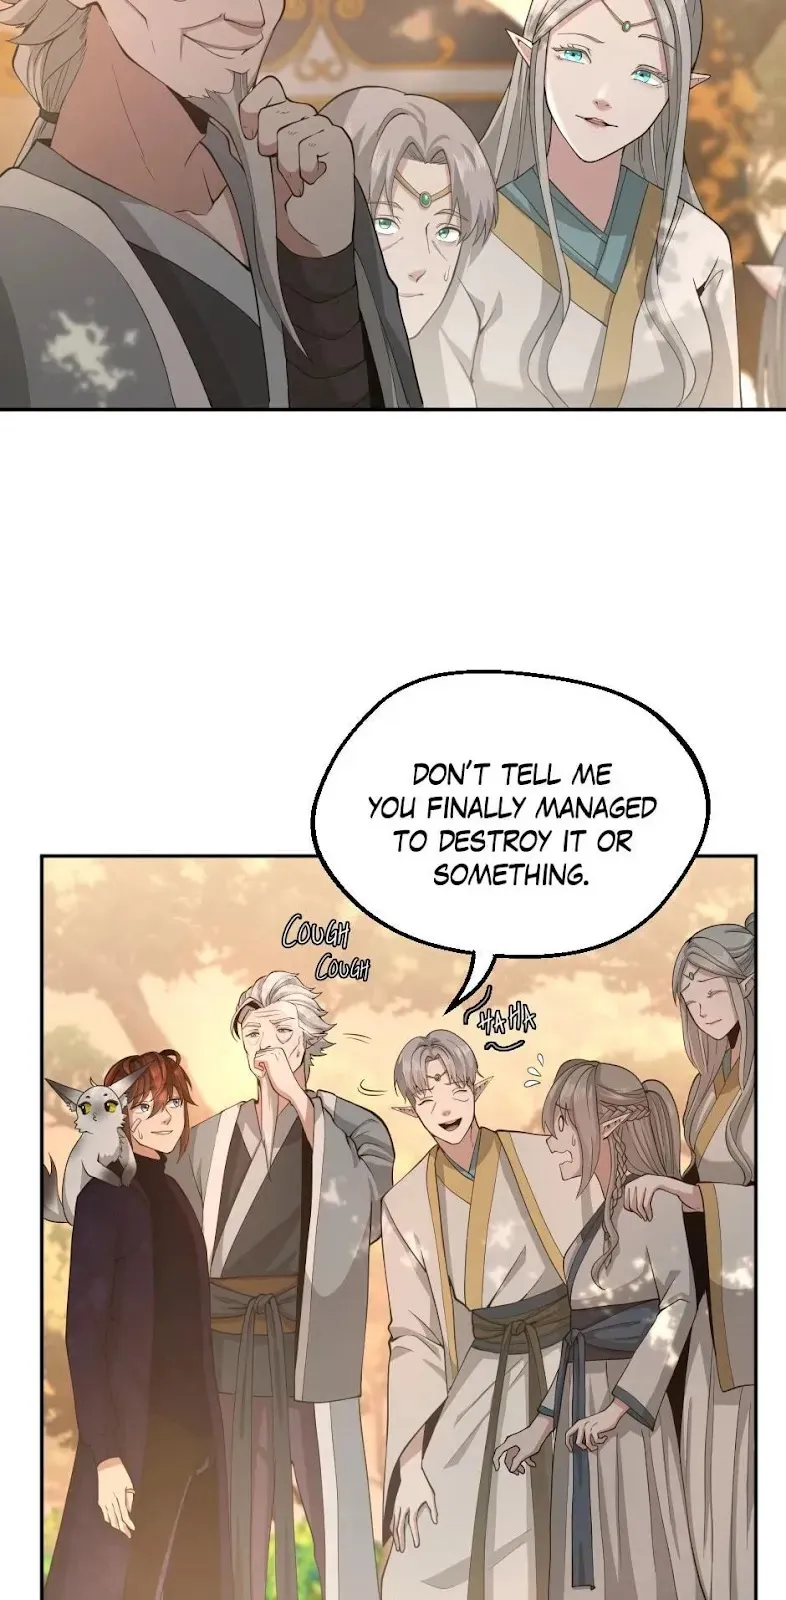 DON'T TELL ME
YOU FINALLY MANAGED
TO DESTROY IT OR
SOMETHING.
COUGH
COUGH
HAHA